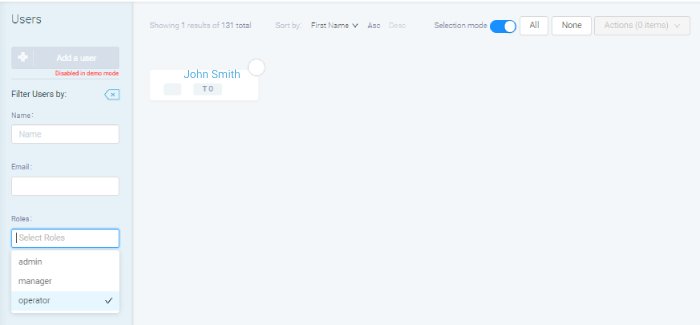 Users
Add a user
Disabled in demo mode
Filter Users by:
Name:
Name
Email:
Roles:
Select Roles
admin
manager
operator
Showing 1 results of 131 total
Sort by: First Name Asc Desc
Selection mode All None Actions (0 items)
John Smith
TO